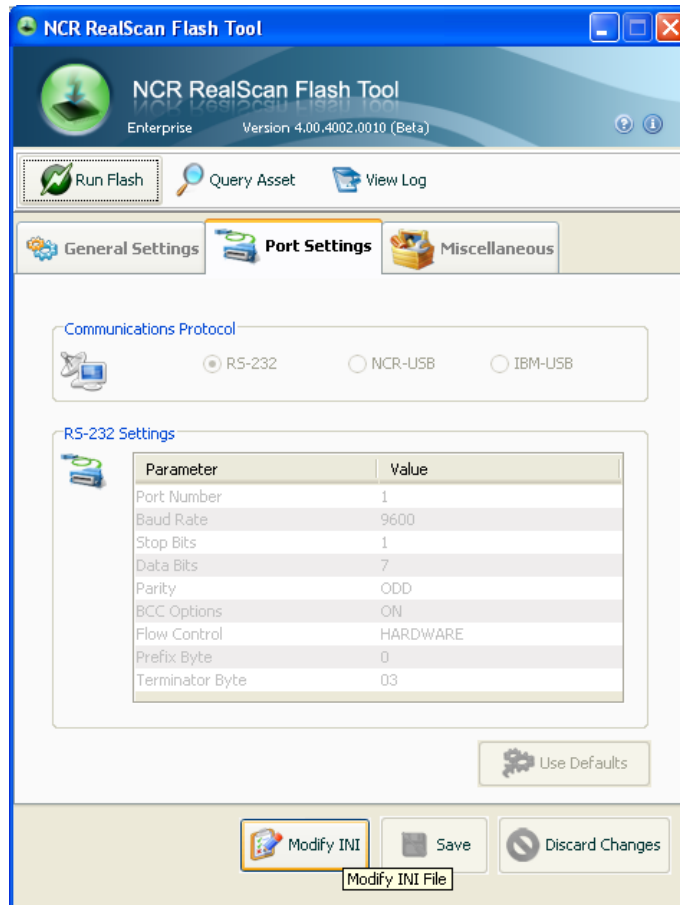 NCR RealScan Flash Tool
NCR RealScan Flash Tool
Enterprise Version 4.00.4002.0010 (Beta)
Run Flash Query Asset View Log
General Settings Port Settings Miscellaneous
Communications Protocol
RS-232 NCR-USB IBM-USB
RS-232 Settings
Parameter Value
Port Number 1
Baud Rate 9600
Stop Bits 1
Data Bits 7
Parity ODD
BCC Options ON
Flow Control HARDWARE
Prefix Byte 0
Terminator Byte 03
Use Defaults
Modify INI Save Discard Changes
Modify INI File